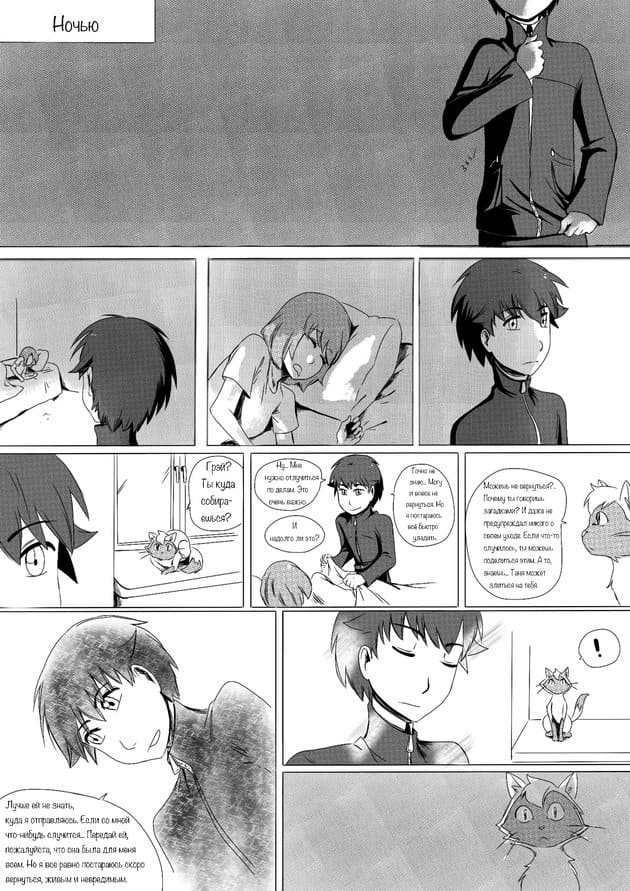 Ночью
ззз...
Грэй?
Ты куда
собира-
ешься?
Ну... Мне
нужно отлучиться
по делам. Это
очень важно.
И
надолго ли это?
Точно не
знаю... Могу
и вовсе не
вернуться. Но
я постараюсь
всё быстро
уладить.
Можешь не вернуться?..
Почему ты говоришь
загадками? И даже не
предупреждал никого о
своем уходе. Если что-то
случилось, ты можешь
поделиться этим. А то,
знаешь... Таня может
злиться на тебя.
!
Лучше ей не знать,
куда я отправляюсь. Если со мной
что-нибудь случится... Передай ей,
пожалуйста, что она была для меня
всем. Но я все равно постараюсь скоро
вернуться, живым и невредимым.